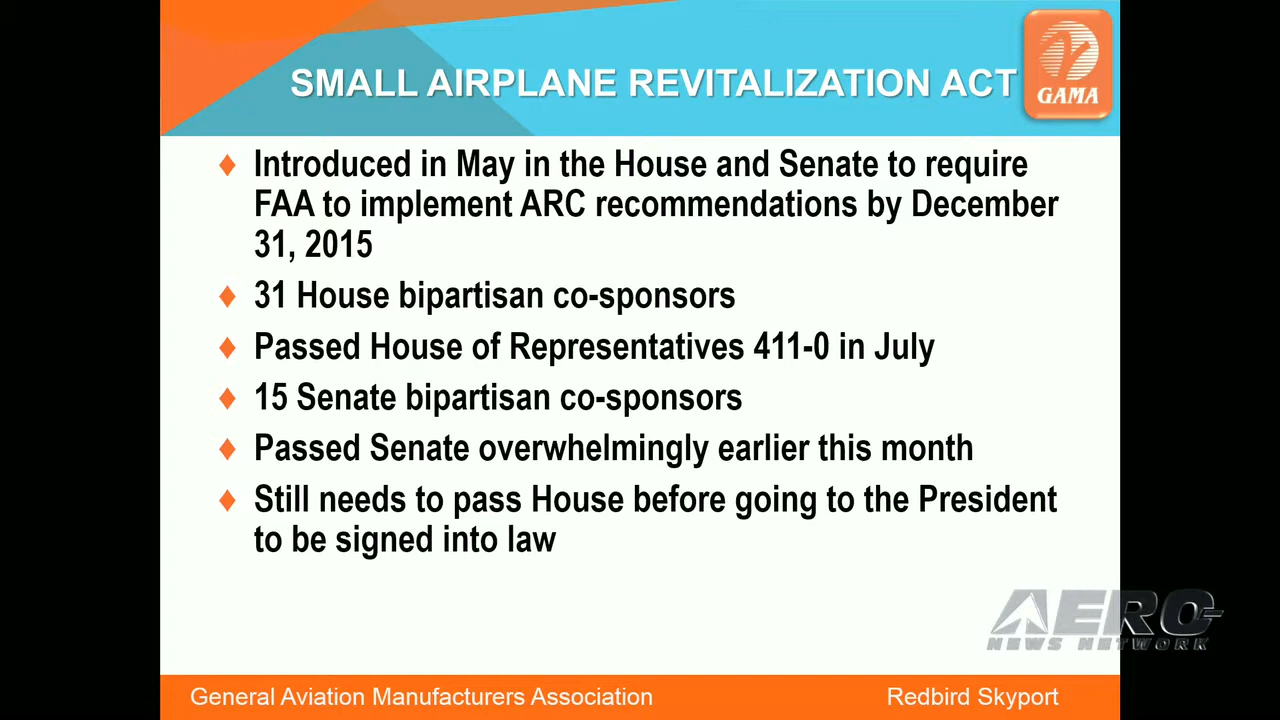 SMALL AIRPLANE REVITALIZATION ACT
GAMA
Introduced in May in the House and Senate to require
FAA to implement ARC recommendations by December
31, 2015
31 House bipartisan co-sponsors
Passed House of Representatives 411-0 in July
15 Senate bipartisan co-sponsors
Passed Senate overwhelmingly earlier this month
Still needs to pass House before going to the President
to be signed into law
AERO
NEWS NETWORK
General Aviation Manufacturers Association
Redbird Skyport